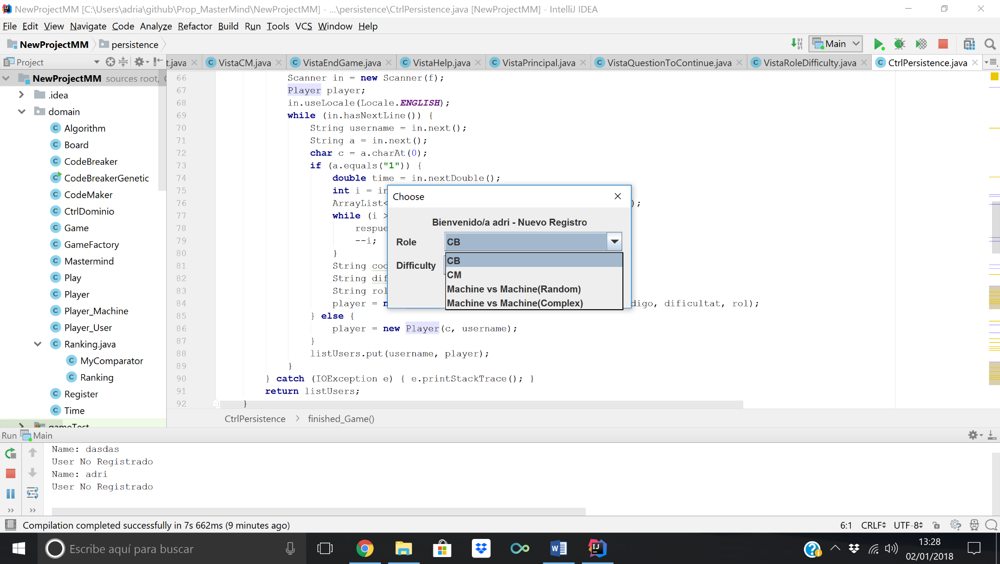 NewProjectMM [C:\Users\adria\github\Prop_MasterMind\NewProjectMM] - ...\persistence\CtrlPersistence.java [NewProjectMM] - IntelliJ IDEA
File Edit View Navigate Code Analyze Refactor Build Run Tools VCS Window Help
NewProjectMM persistence Main
Project t.java VistaCM.java VistaEndGame.java VistaHelp.java VistaPrincipal.java VistaQuestionToContinue.java VistaRoleDifficulty.java CtrlPersistence.java
NewProjectMM sources root,
.idea
domain
Algorithm
Board
CodeBreaker
CodeBreakerGenetic
CodeMaker
CtrlDominio
Game
GameFactory
Mastermind
Play
Player
Player_Machine
Player_User
Ranking.java
MyComparator
Ranking
Register
Time
gameTest
66 Scanner in = new Scanner(f);
67 Player player;
68 in.useLocale(Locale.ENGLISH);
69 while (in.hasNextLine()) {
70 String username = in.next();
71 String a = in.next();
72 char c = a.charAt(0);
73 if (a.equals("1")) {
74 double time = in.nextDouble();
75 int i = in
76 ArrayList< );
77 while (i >
78 respue
79 --i;
80 }
81 String cod
82 String dif
83 String rol
84 player = n digo, dificultat, rol);
85 } else {
86 player = new Player(c, username);
87 }
88 listUsers.put(username, player);
89 }
90 } catch (IOException e) { e.printStackTrace(); }
91 return listUsers;
92 }
Choose
Bienvenido/a adri - Nuevo Registro
Role CB
Difficulty
CB
CM
Machine vs Machine(Random)
Machine vs Machine(Complex)
CtrlPersistence finished_Game()
Run Main
Name: dasdas
User No Registrado
Name: adri
User No Registrado
Compilation completed successfully in 7s 662ms (9 minutes ago) 6:1 CRLF UTF-8
Escribe aquí para buscar
13:28
02/01/2018